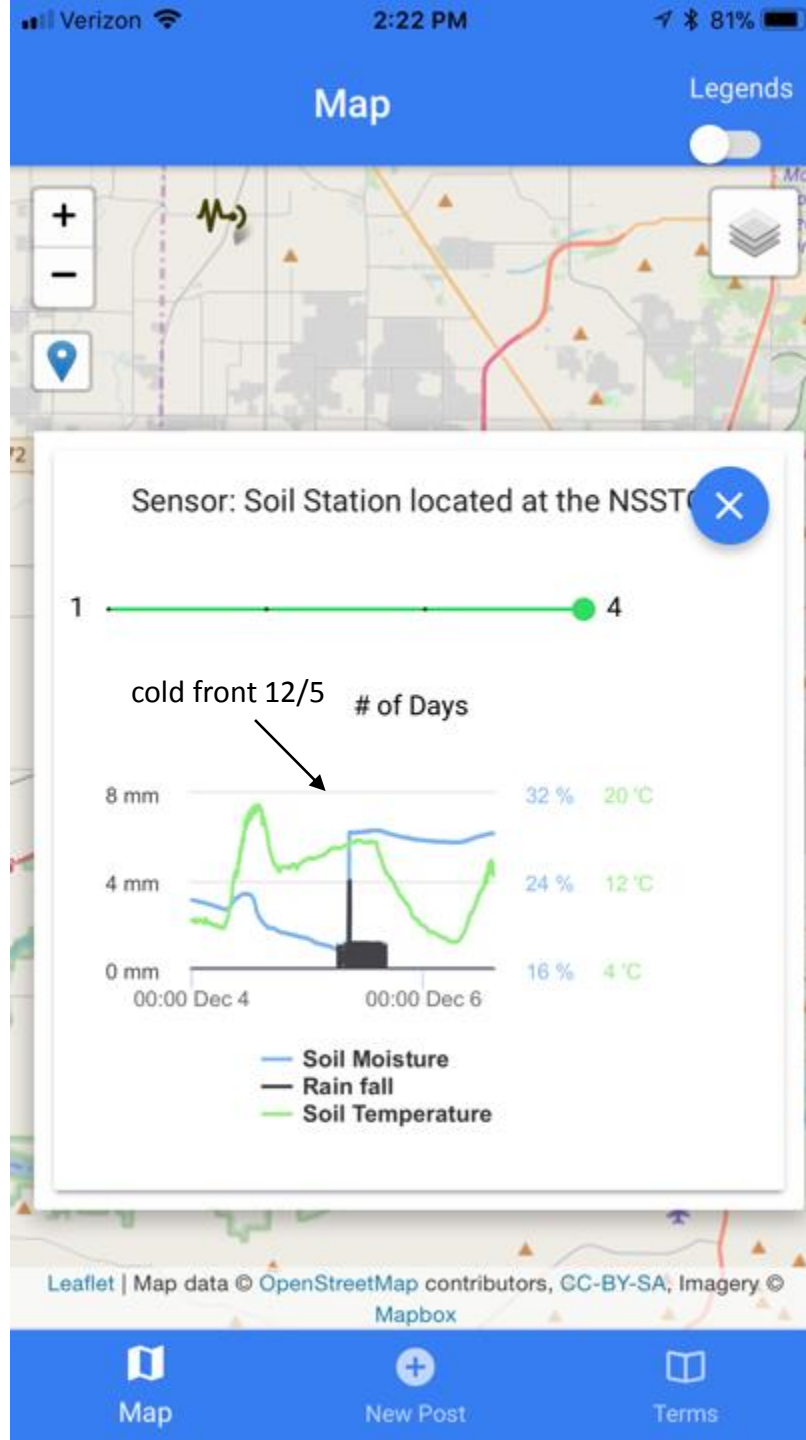 Verizon 2:22 PM 81%
Map
Legends
+
−
Sensor: Soil Station located at the
1 4
cold front 12/5
# of Days
8 mm 32 % 20 °C
4 mm 24 % 12 °C
0 mm 16 % 4 °C
00:00 Dec 4 00:00 Dec 6
Soil Moisture
Rain fall
Soil Temperature
Leaflet | Map data © OpenStreetMap contributors, CC-BY-SA, Imagery ©
Mapbox
Map New Post Terms